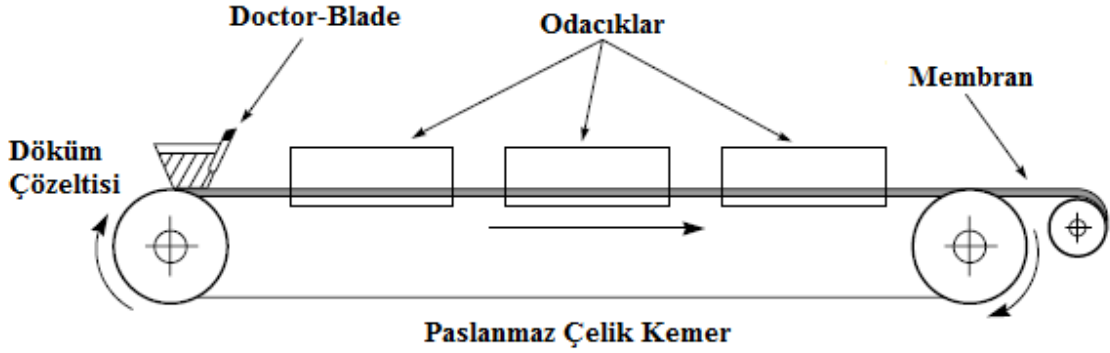 Doctor-Blade
Odacıklar
Membran
Döküm
Çözeltisi
Paslanmaz Çelik Kemer